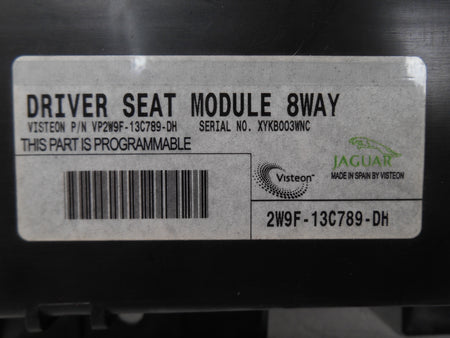 DRIVER SEAT MODULE 8WAY
VISTEON P/N VP2W9F-13C789-DH SERIAL NO. XYKB003WNC
THIS PART IS PROGRAMMABLE
Visteon
JAGUAR
MADE IN SPAIN BY VISTEON
2W9F-13C789-DH